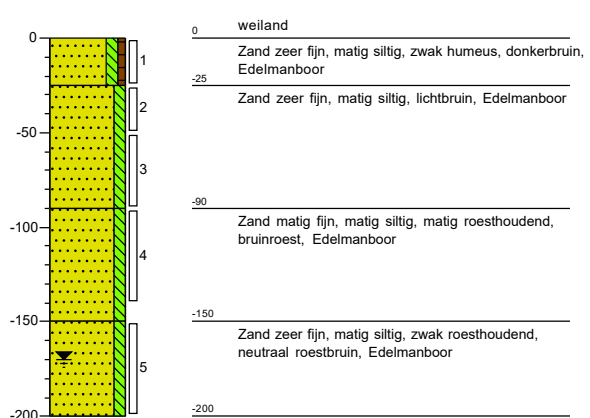 0
-50
-100
-150
-200
1
2
3
4
5
0
weiland
Zand zeer fijn, matig siltig, zwak humeus, donkerbruin,
Edelmanboor
-25
Zand zeer fijn, matig siltig, lichtbruin, Edelmanboor
-90
Zand matig fijn, matig siltig, matig roesthoudend,
bruinroest, Edelmanboor
-150
Zand zeer fijn, matig siltig, zwak roesthoudend,
neutraal roestbruin, Edelmanboor
-200